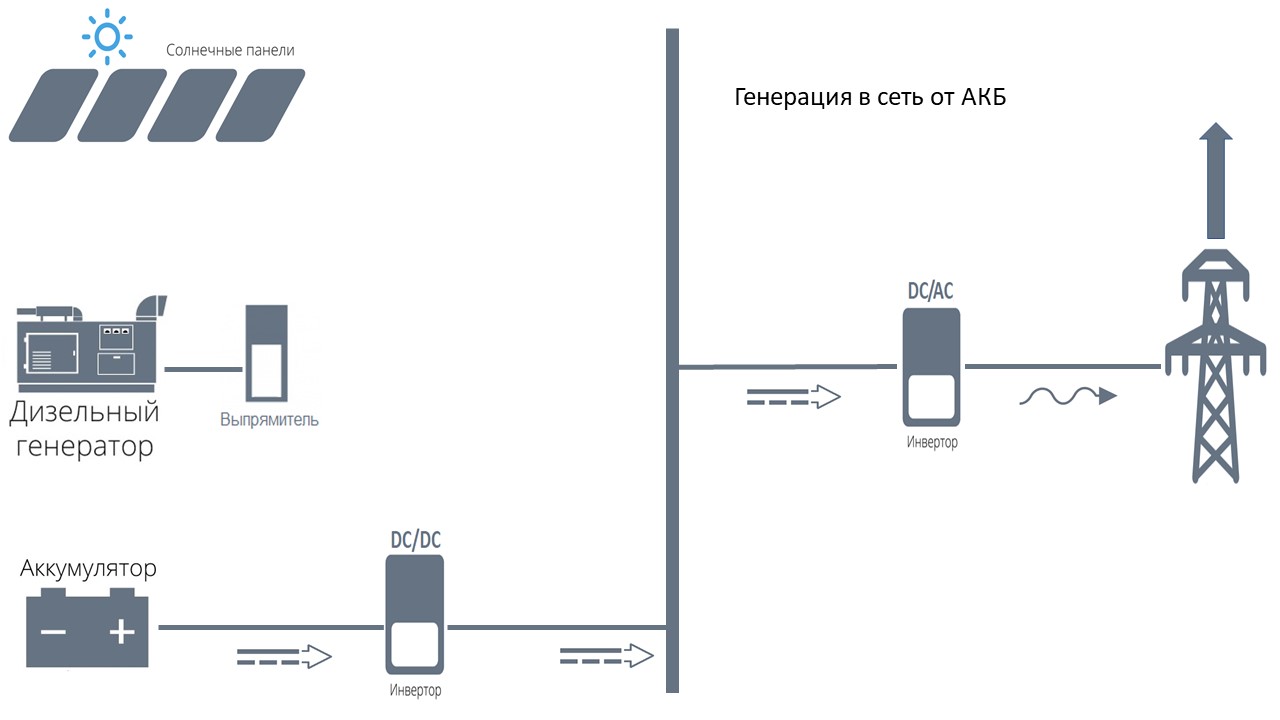 Солнечные панели
Генерация в сеть от АКБ
DC/AC
Инвертор
Дизельный
генератор
Выпрямитель
DC/DC
Аккумулятор
− +
Инвертор